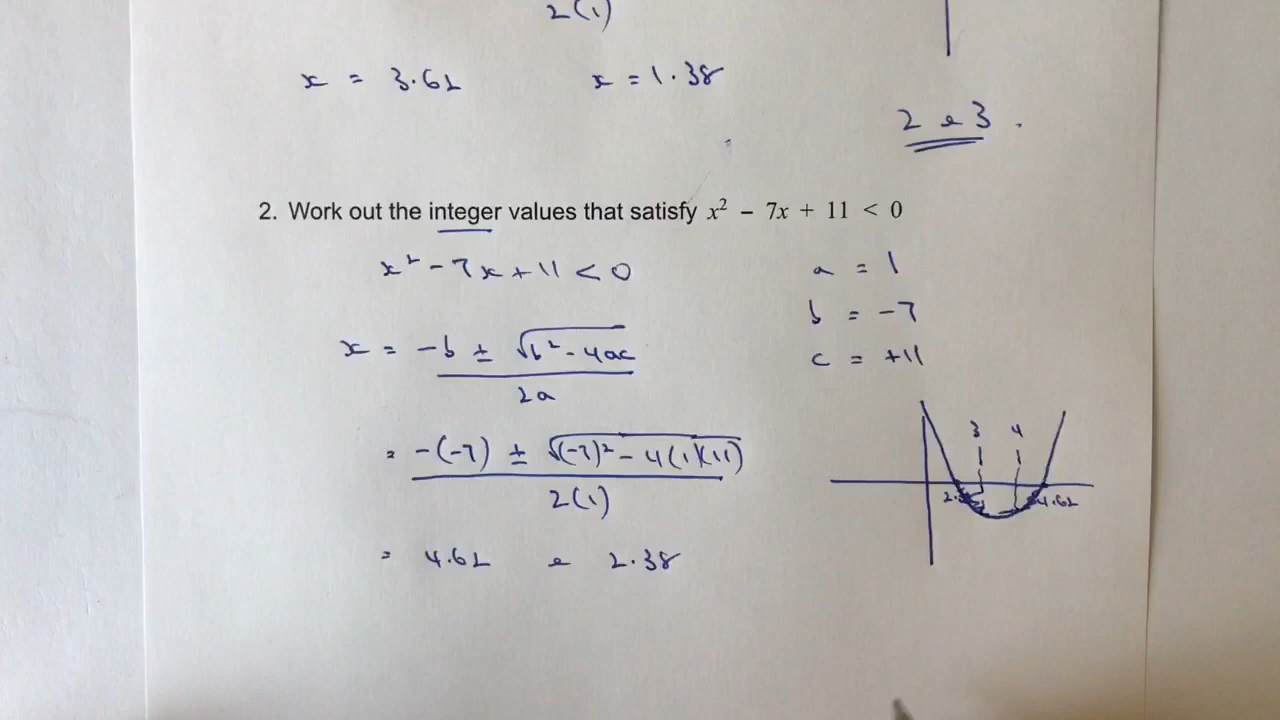 2(1)
x = 3.62 x = 1.38
2 & 3.
2. Work out the integer values that satisfy x² − 7x + 11 < 0
x² - 7x + 11 < 0
a = 1
b = -7
c = +11
x = -b ± √b² - 4ac
2a
= -(-7) ± √(-7)² - 4(1)(11)
2(1)
= 4.62 & 2.38
3 4
4.62